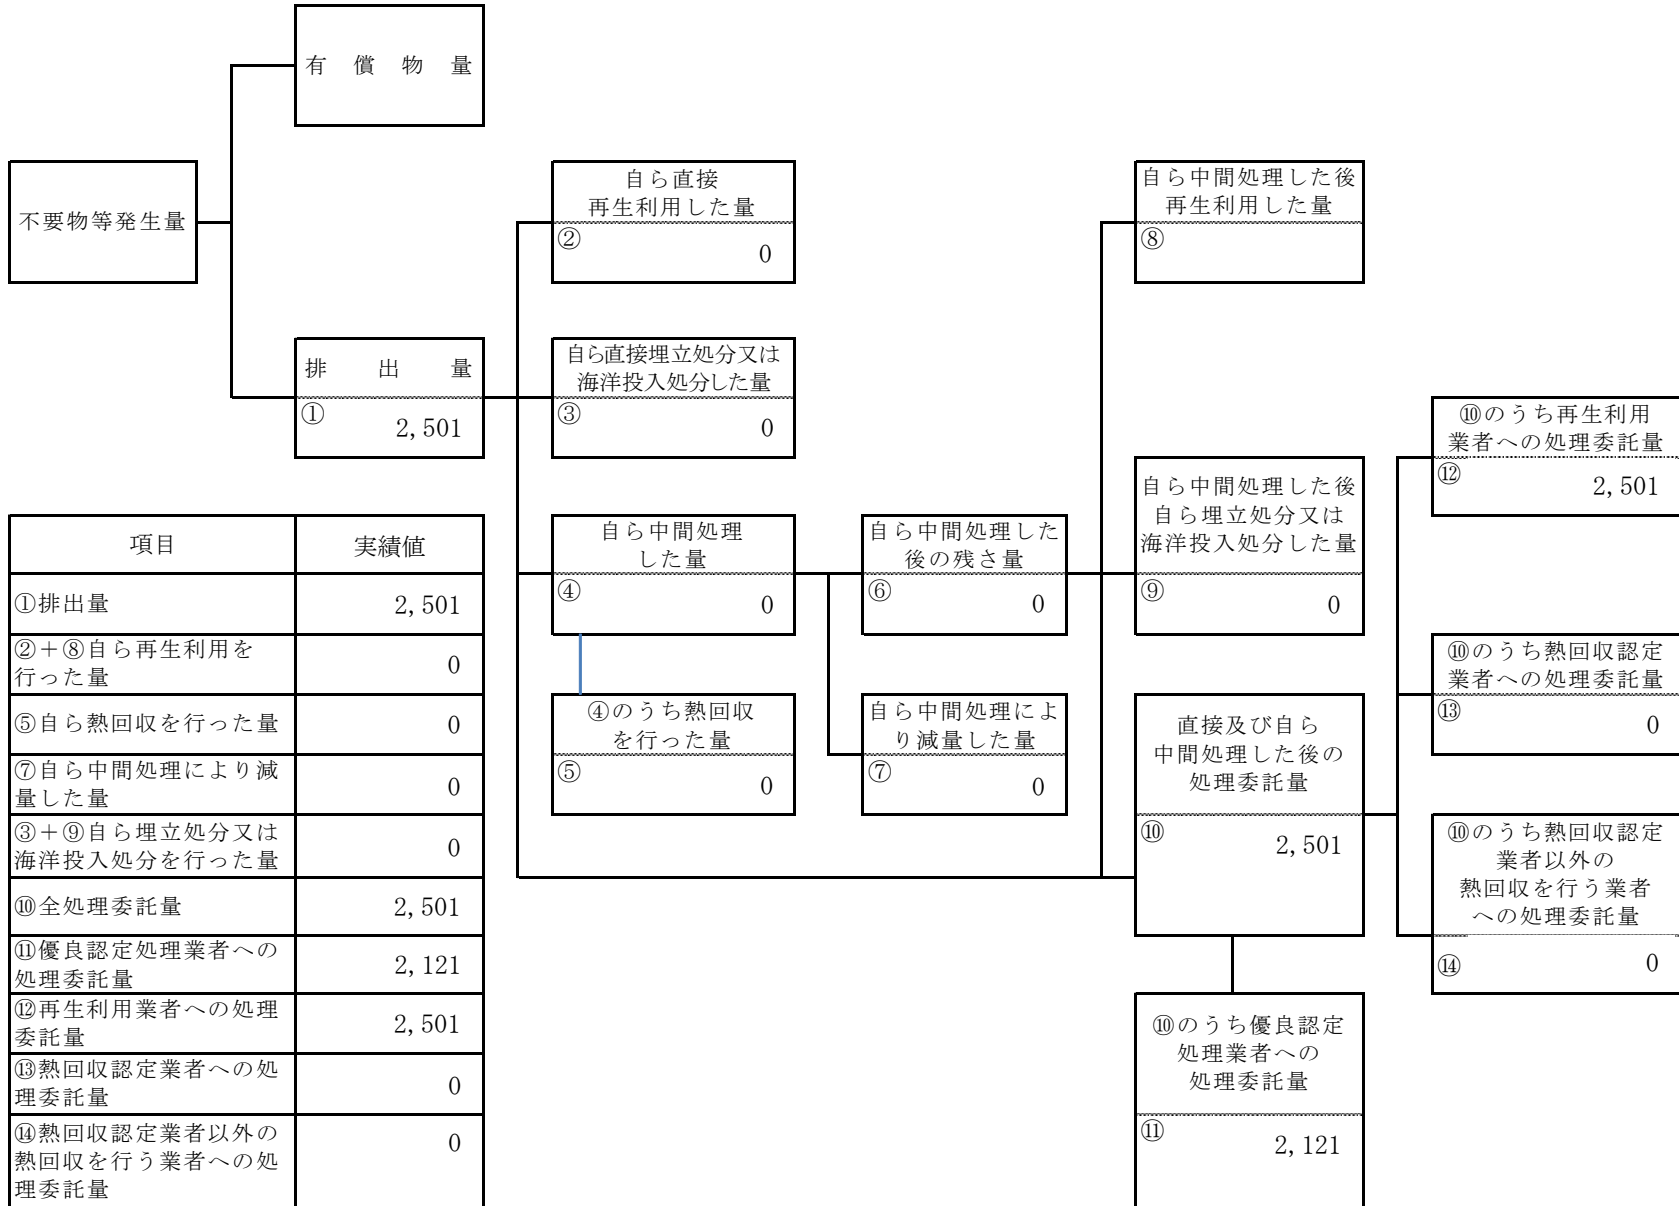 有償物量
不要物等発生量
排出量
① 2,501
自ら直接
再生利用した量
② 0
自ら直接埋立処分又は
海洋投入処分した量
③ 0
自ら中間処理
した量
④ 0
④のうち熱回収
を行った量
⑤ 0
自ら中間処理した
後の残さ量
⑥ 0
自ら中間処理によ
り減量した量
⑦ 0
自ら中間処理した後
再生利用した量
⑧
自ら中間処理した後
自ら埋立処分又は
海洋投入処分した量
⑨ 0
直接及び自ら
中間処理した後の
処理委託量
⑩ 2,501
⑩のうち優良認定
処理業者への
処理委託量
⑪ 2,121
⑩のうち再生利用
業者への処理委託量
⑫ 2,501
⑩のうち熱回収認定
業者への処理委託量
⑬ 0
⑩のうち熱回収認定
業者以外の
熱回収を行う業者
への処理委託量
⑭ 0
項目 実績値
①排出量 2,501
②＋⑧自ら再生利用を
行った量 0
⑤自ら熱回収を行った量 0
⑦自ら中間処理により減
量した量 0
③＋⑨自ら埋立処分又は
海洋投入処分を行った量 0
⑩全処理委託量 2,501
⑪優良認定処理業者への
処理委託量 2,121
⑫再生利用業者への処理
委託量 2,501
⑬熱回収認定業者への処
理委託量 0
⑭熱回収認定業者以外の
熱回収を行う業者への処
理委託量 0